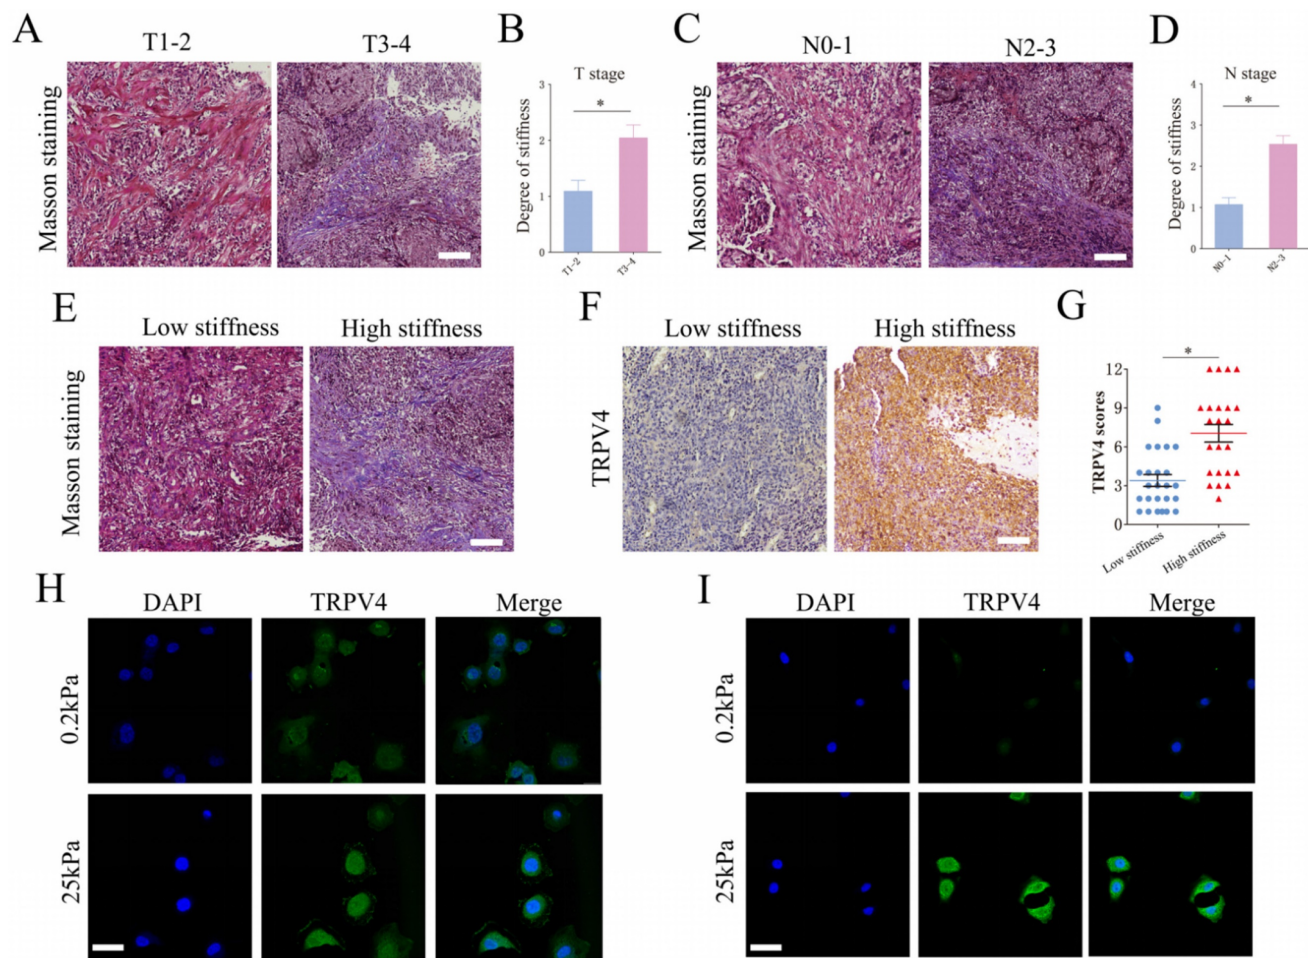 A
T1-2
T3-4
Masson staining
B
T stage
*
Degree of stiffness
3
2
1
0
T1-2
T3-4
C
N0-1
N2-3
Masson staining
D
N stage
*
Degree of stiffness
4
3
2
1
0
N0-1
N2-3
E
Low stiffness
High stiffness
Masson staining
F
Low stiffness
High stiffness
TRPV4
G
*
TRPV4 scores
12
9
6
3
0
Low stiffness
High stiffness
H
DAPI
TRPV4
Merge
0.2kPa
25kPa
I
DAPI
TRPV4
Merge
0.2kPa
25kPa